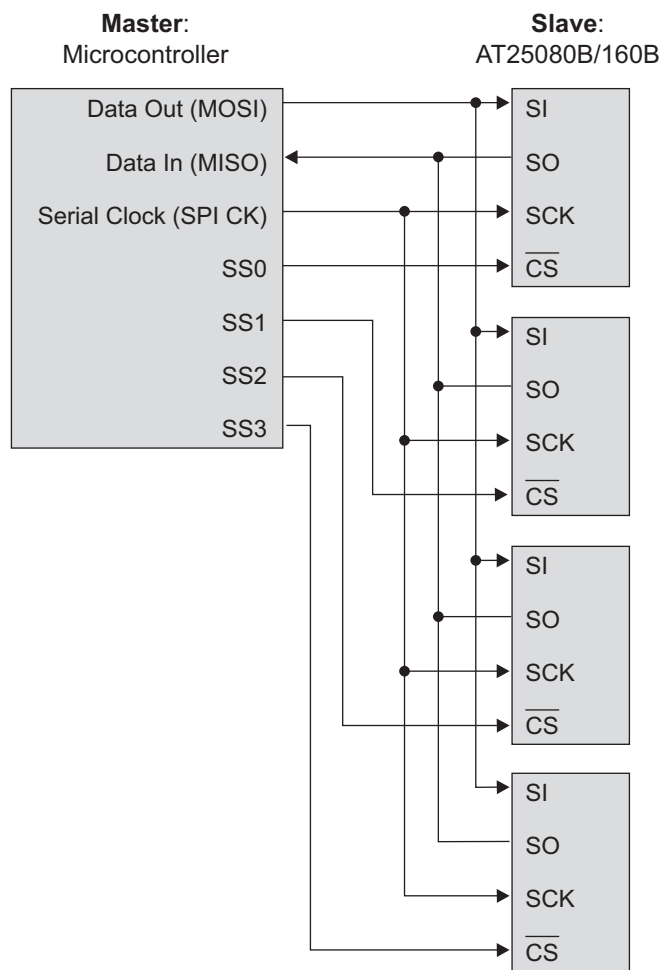 Master:
Microcontroller
Slave:
AT25080B/160B
Data Out (MOSI)
Data In (MISO)
Serial Clock (SPI CK)
SS0
SS1
SS2
SS3
SI
SO
SCK
CS
SI
SO
SCK
CS
SI
SO
SCK
CS
SI
SO
SCK
CS